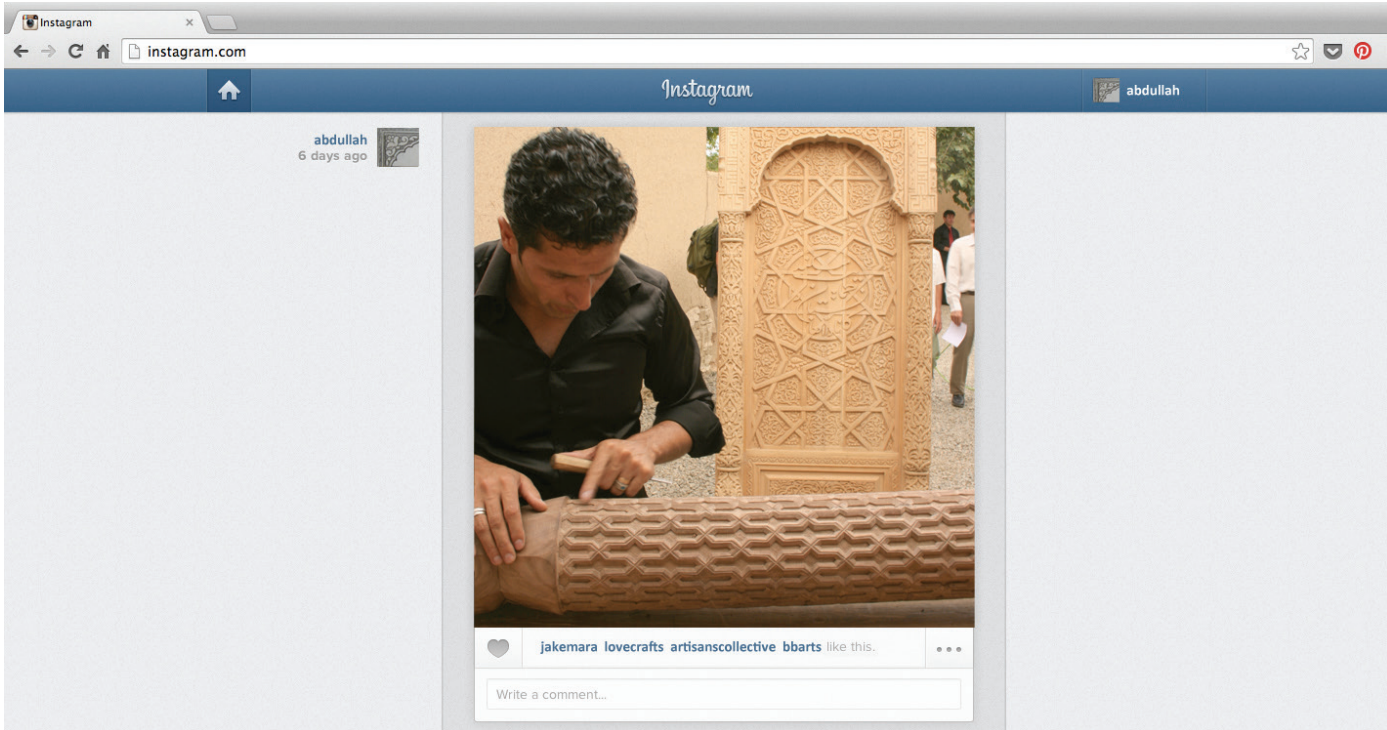 Instagram
instagram.com
Instagram
abdullah
abdullah
6 days ago
jakemara lovecrafts artisanscollective bbarts like this.
Write a comment...